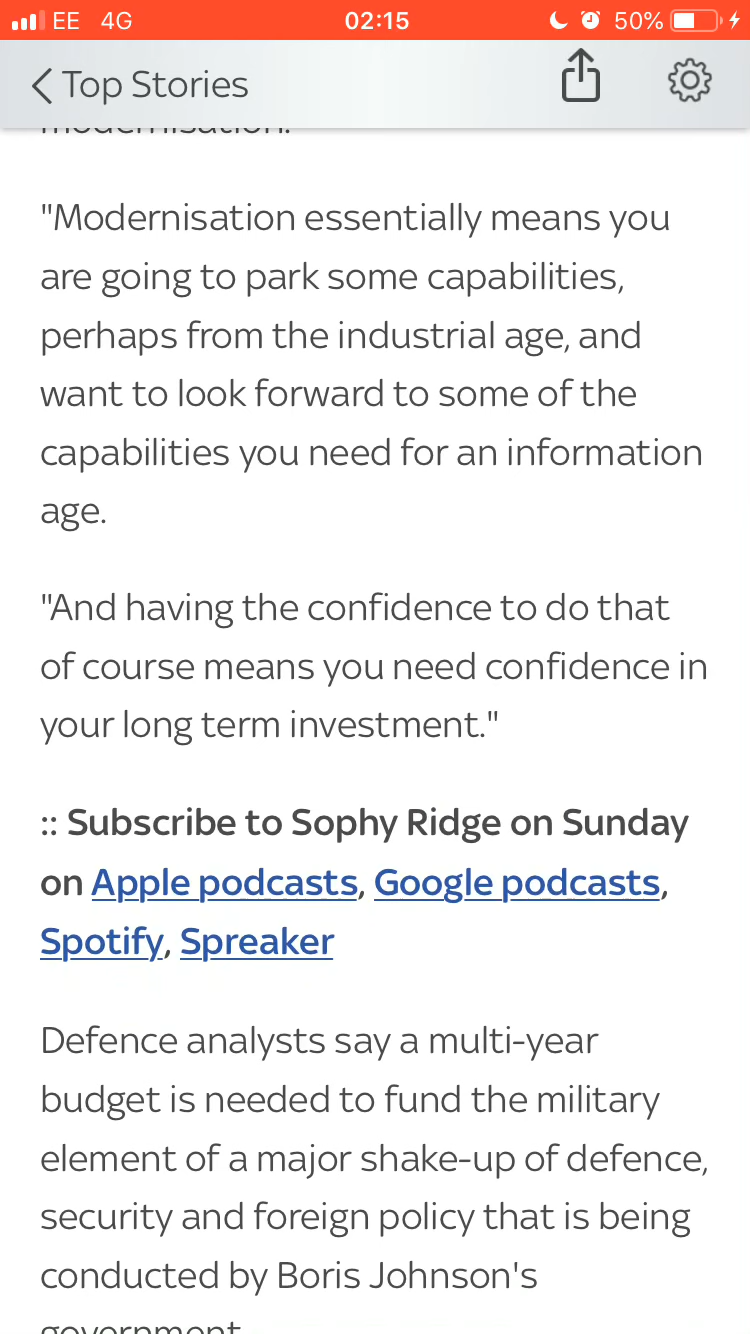 EE 4G 02:15 50%
Top Stories
modernisation.
"Modernisation essentially means you
are going to park some capabilities,
perhaps from the industrial age, and
want to look forward to some of the
capabilities you need for an information
age.
"And having the confidence to do that
of course means you need confidence in
your long term investment."
:: Subscribe to Sophy Ridge on Sunday
on Apple podcasts, Google podcasts,
Spotify, Spreaker
Defence analysts say a multi-year
budget is needed to fund the military
element of a major shake-up of defence,
security and foreign policy that is being
conducted by Boris Johnson's
government